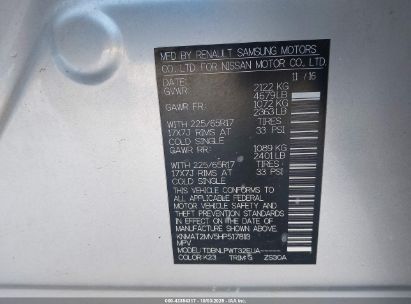 MFD BY RENAULT SAMSUNG MOTORS
CO., LTD. FOR NISSAN MOTOR CO., LTD.
DATE: 11 / 16
GVWR 2122 KG
4679 LB
GAWR FR: 1072 KG
2363 LB
WITH 225/65R17 TIRES
17X7J RIMS AT 33 PSI
COLD SINGLE
GAWR RR: 1089 KG
2401 LB
WITH 225/65R17 TIRES
17X7J RIMS AT 33 PSI
COLD SINGLE
THIS VEHICLE CONFORMS TO
ALL APPLICABLE FEDERAL MOTOR
VEHICLE SAFETY AND THEFT
PREVENTION STANDARDS IN
EFFECT ON THE DATE OF
MANUFACTURE SHOWN ABOVE.
KNMAT2MV5HP517818
MPV
MODEL: TDBNLPWT32EUA-----
COLOR: K23 TRIM: G ZS30A